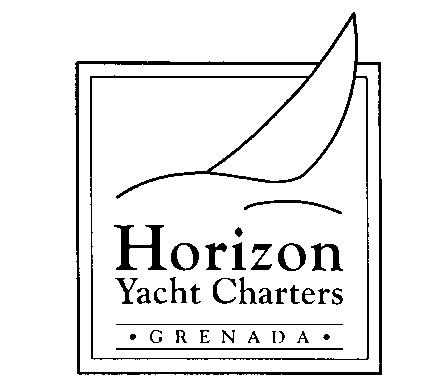 Horizon
Yacht Charters
• GRENADA •